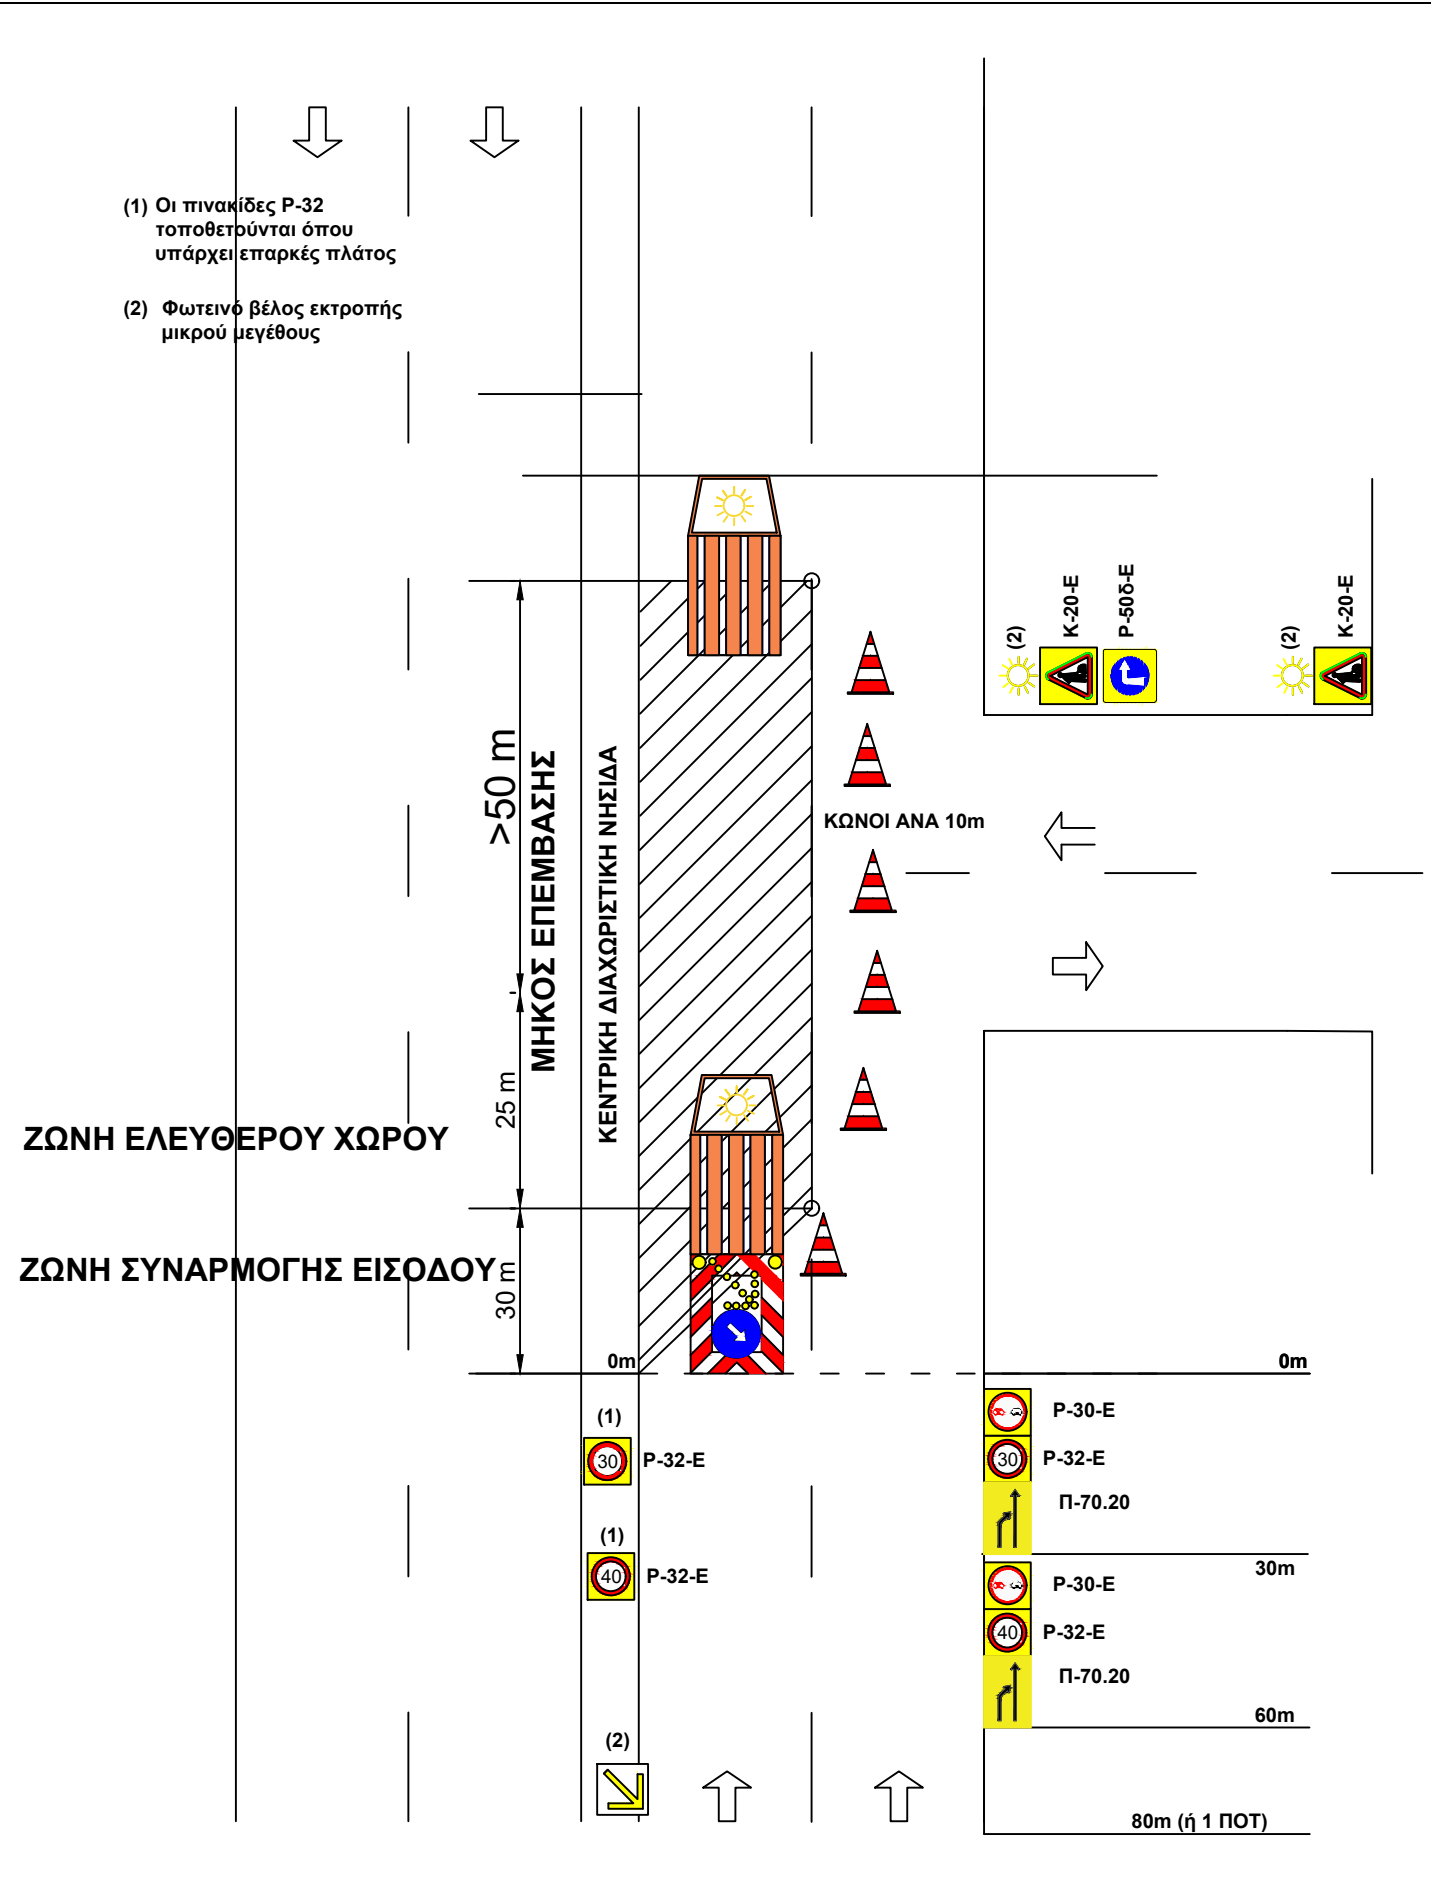 (1) Οι πινακίδες Ρ-32
τοποθετούνται όπου
υπάρχει επαρκές πλάτος
(2) Φωτεινό βέλος εκτροπής
μικρού μεγέθους
(2)
Κ-20-Ε
Ρ-50δ-Ε
(2)
Κ-20-Ε
>50 m
ΜΗΚΟΣ ΕΠΕΜΒΑΣΗΣ
ΚΕΝΤΡΙΚΗ ΔΙΑΧΩΡΙΣΤΙΚΗ ΝΗΣΙΔΑ
ΚΩΝΟΙ ΑΝΑ 10m
25 m
ΖΩΝΗ ΕΛΕΥΘΕΡΟΥ ΧΩΡΟΥ
ΖΩΝΗ ΣΥΝΑΡΜΟΓΗΣ ΕΙΣΟΔΟΥ
30 m
0m
0m
(1)
30 Ρ-32-Ε
Ρ-30-Ε
30 Ρ-32-Ε
Π-70.20
(1)
40 Ρ-32-Ε
30m
Ρ-30-Ε
40 Ρ-32-Ε
Π-70.20
60m
(2)
80m (ή 1 ΠΟΤ)